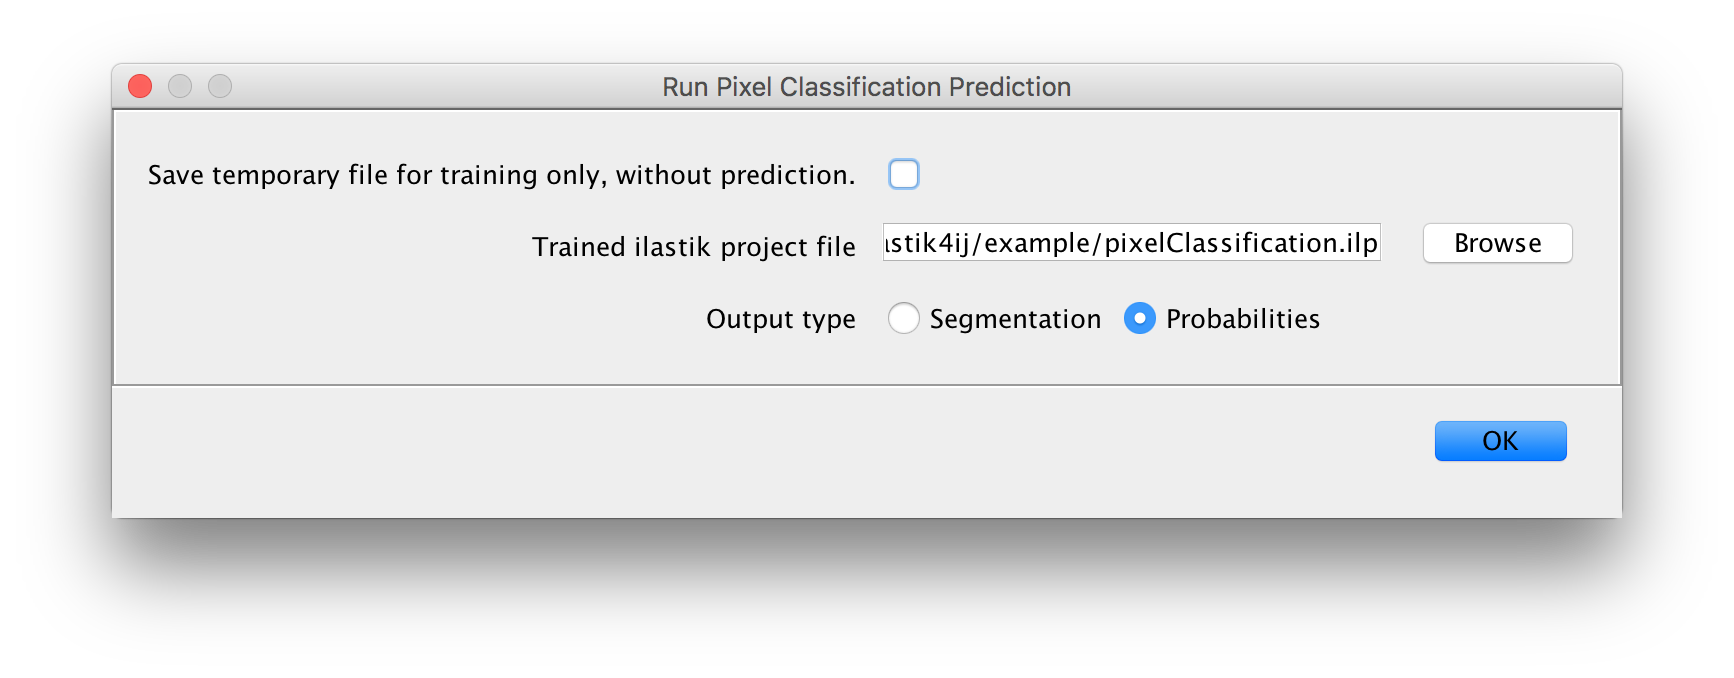 Run Pixel Classification Prediction
Save temporary file for training only, without prediction.
Trained ilastik project file astik4ij/example/pixelClassification.ilp Browse
Output type Segmentation Probabilities
OK